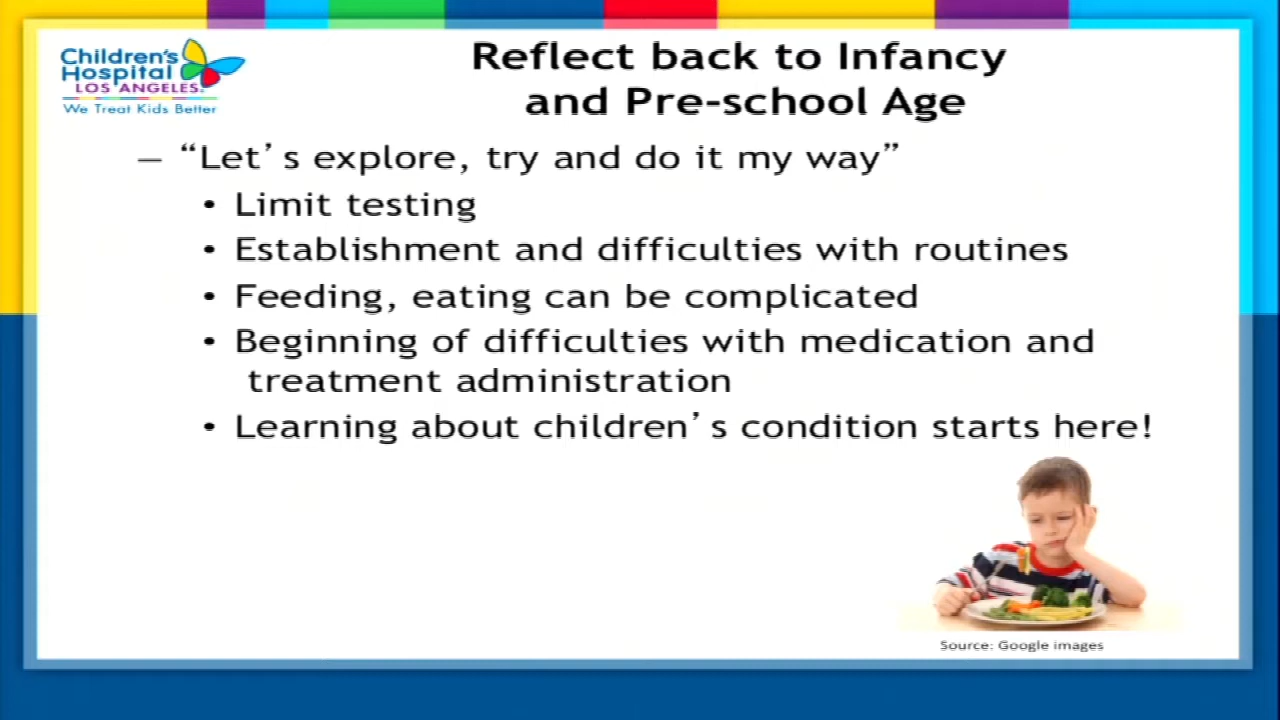 Children's
Hospital
LOS ANGELES.
We Treat Kids Better
Reflect back to Infancy
and Pre-school Age
– “Let’s explore, try and do it my way”
• Limit testing
• Establishment and difficulties with routines
• Feeding, eating can be complicated
• Beginning of difficulties with medication and
treatment administration
• Learning about children’s condition starts here!
Source: Google images